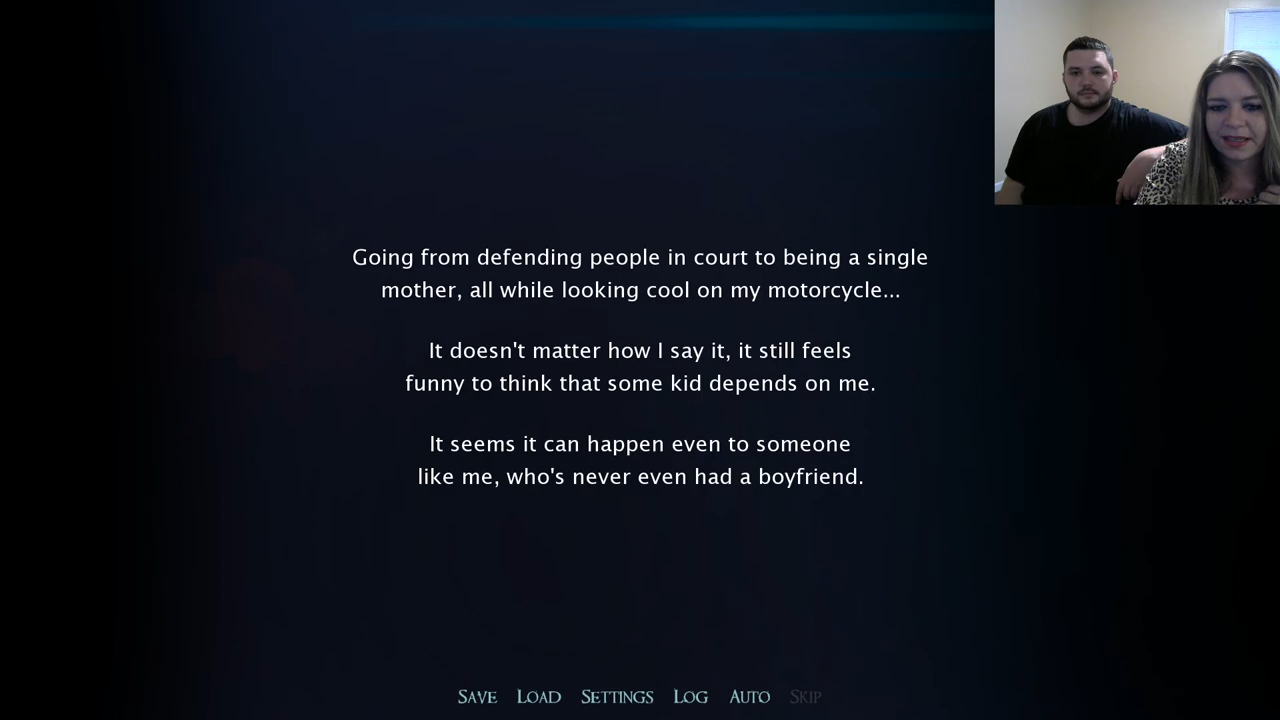 Going from defending people in court to being a single
mother, all while looking cool on my motorcycle...
It doesn't matter how I say it, it still feels
funny to think that some kid depends on me.
It seems it can happen even to someone
like me, who's never even had a boyfriend.
SAVE LOAD SETTINGS LOG AUTO SKIP